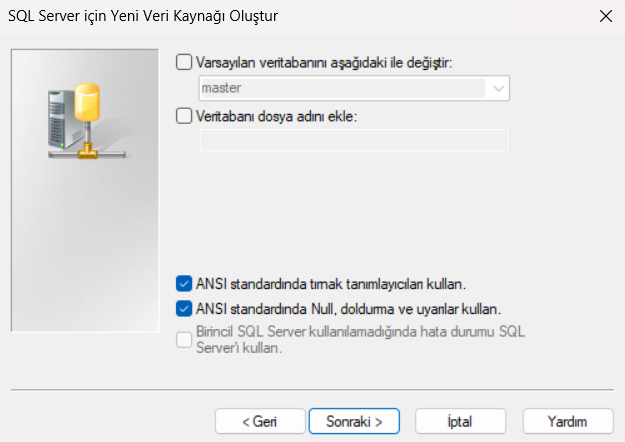 SQL Server için Yeni Veri Kaynağı Oluştur
Varsayılan veritabanını aşağıdaki ile değiştir:
master
Veritabanı dosya adını ekle:
ANSI standardında tırnak tanımlayıcıları kullan.
ANSI standardında Null, doldurma ve uyarılar kullan.
Birincil SQL Server kullanılamadığında hata durumu SQL
Server'i kullan.
< Geri
Sonraki >
İptal
Yardım